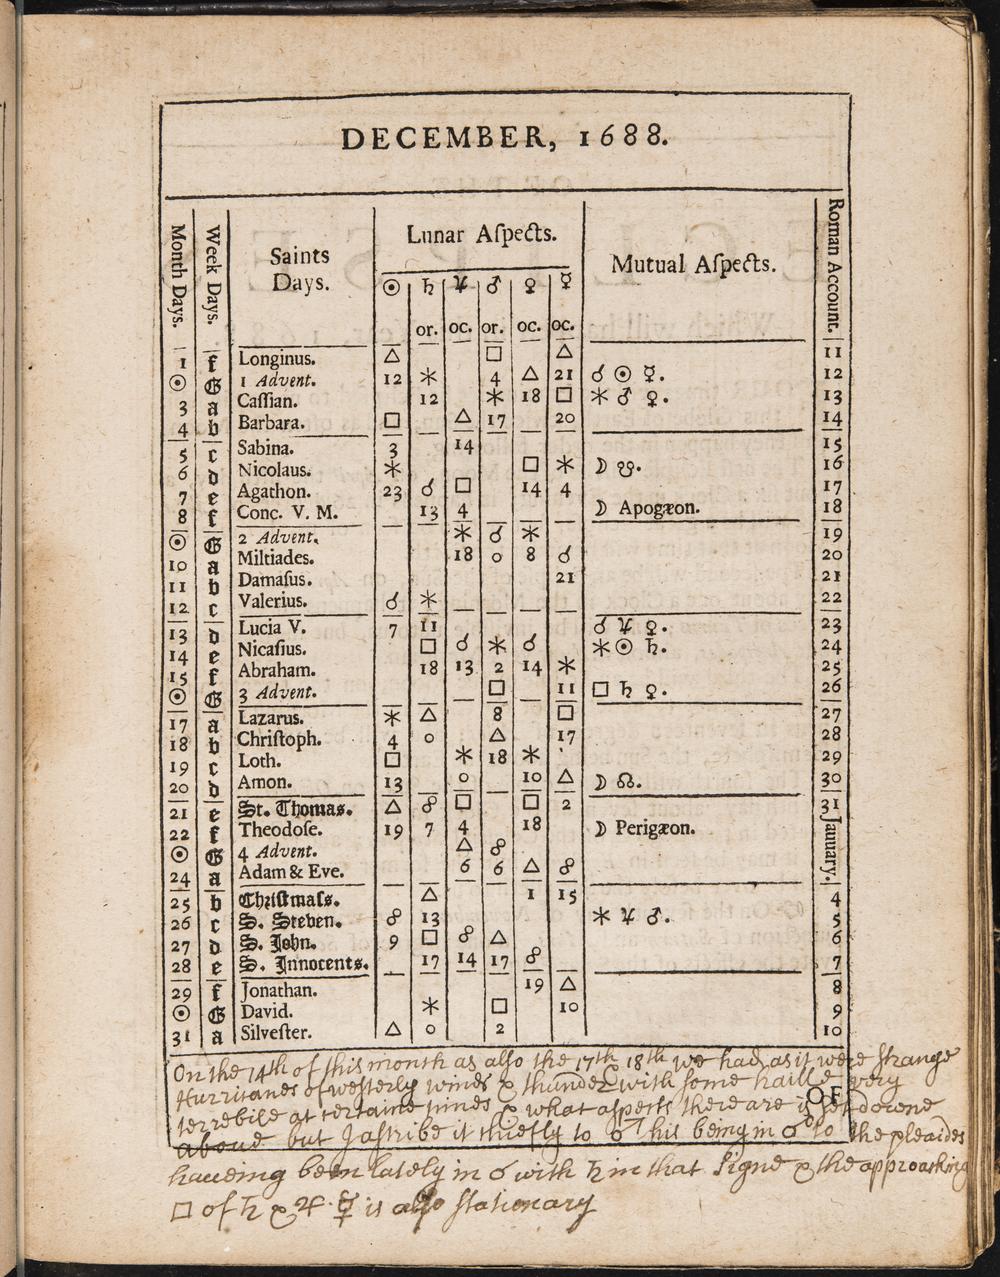 DECEMBER, 1688.
Month Days.
Week Days.
Saints
Days.
Lunar Aſpects.
Mutual Aſpects.
Roman Account.
☉ ♄ ♃ ♂ ♀ ☿
or. oc. or. oc. oc.
1 f Longinus. △ □ △ 11
☉ G 1 Advent. 12 ⚹ 4 △ 21 ☌ ☉ ☿. 12
3 a Caſſian. 12 ⚹ 18 □ ⚹ ♂ ♀. 13
4 b Barbara. □ △ 17 20 14
5 c Sabina. 3 14 15
6 d Nicolaus. ⚹ □ ⚹ ☽ ☋. 16
7 e Agathon. 23 ☌ □ 14 4 17
8 f Conc. V. M. 13 4 ☽ Apogæon. 18
☉ G 2 Advent. ⚹ ☌ ⚹ 19
10 a Miltiades. 18 0 8 ☌ 20
11 b Damaſus. 21 21
12 c Valerius. ☌ ⚹ 22
13 d Lucia V. 7 11 ☌ ♃ ♀. 23
14 e Nicaſius. □ ☌ ⚹ ☌ ⚹ ☉ ♄. 24
15 f Abraham. 18 13 2 14 ⚹ 25
☉ G 3 Advent. □ 11 □ ♄ ♀. 26
17 a Lazarus. ⚹ △ 8 □ 27
18 b Chriſtoph. 4 0 △ 17 28
19 c Loth. □ ⚹ 18 ⚹ 29
20 d Amon. 13 0 10 △ ☽ ☊. 30
21 e St. Thomas. △ ☍ □ □ 2 31
22 f Theodoſe. 19 7 4 18 ☽ Perigæon. January.
☉ G 4 Advent. △ ☍
24 a Adam & Eve. 6 6 △ ☍
25 b Chriſtmaſs. △ 1 15 4
26 c S. Steven. ☍ 13 ⚹ ♃ ♂. 5
27 d S. John. 9 □ ☍ △ 6
28 e S. Innocents. 17 14 17 ☍ 7
29 f Jonathan. 19 △ 8
☉ G David. ⚹ □ 10 9
31 a Silveſter. △ 0 2 10
On the 14th of this month as also the 17th 18th we had as it were strange
Hurricanes of westerly winds & thunder with some haille very
OF
terrebile at certaine times & what aspects there are is set downe
above but I ascribe it chiefly to ♂ his being in ☌ to the pleaides
haueing been lately in ☍ with ♄ in that Signe & the approaching
□ of ♄ & ♃ ☿ is also stationary